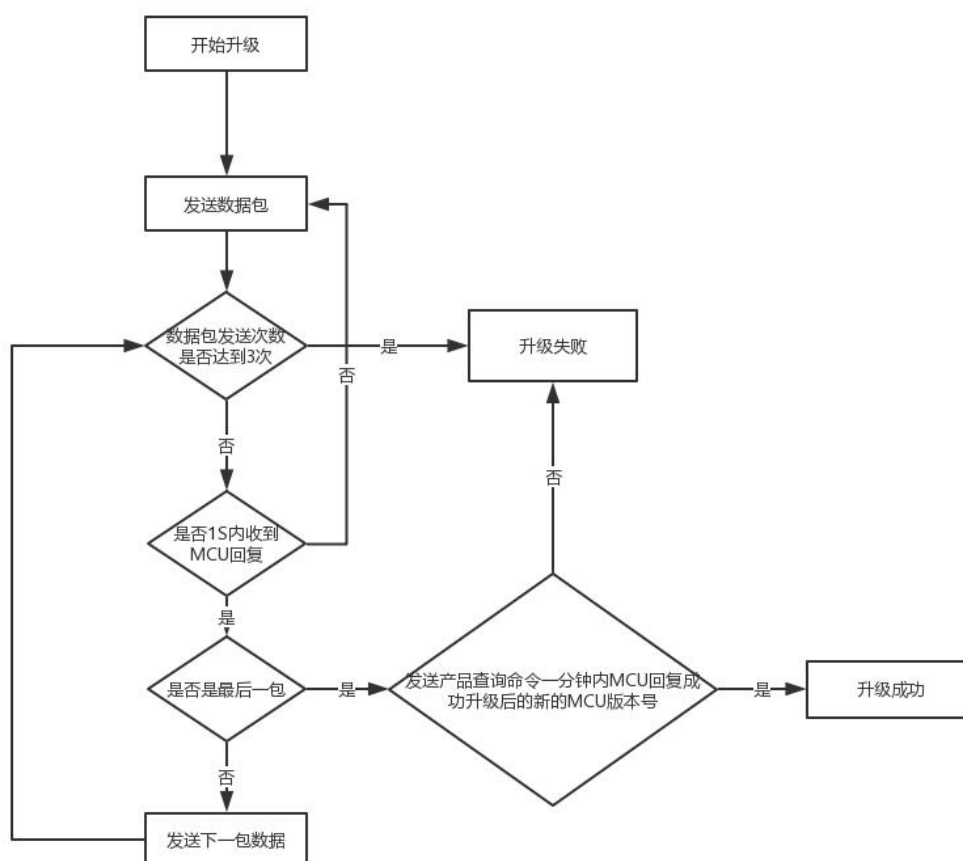 开始升级
发送数据包
数据包发送次数
是否达到3次
是
升级失败
否
否
是否1S内收到
MCU回复
否
是
是否是最后一包
是
发送产品查询命令一分钟内MCU回复成
功升级后的新的MCU版本号
是
升级成功
否
发送下一包数据